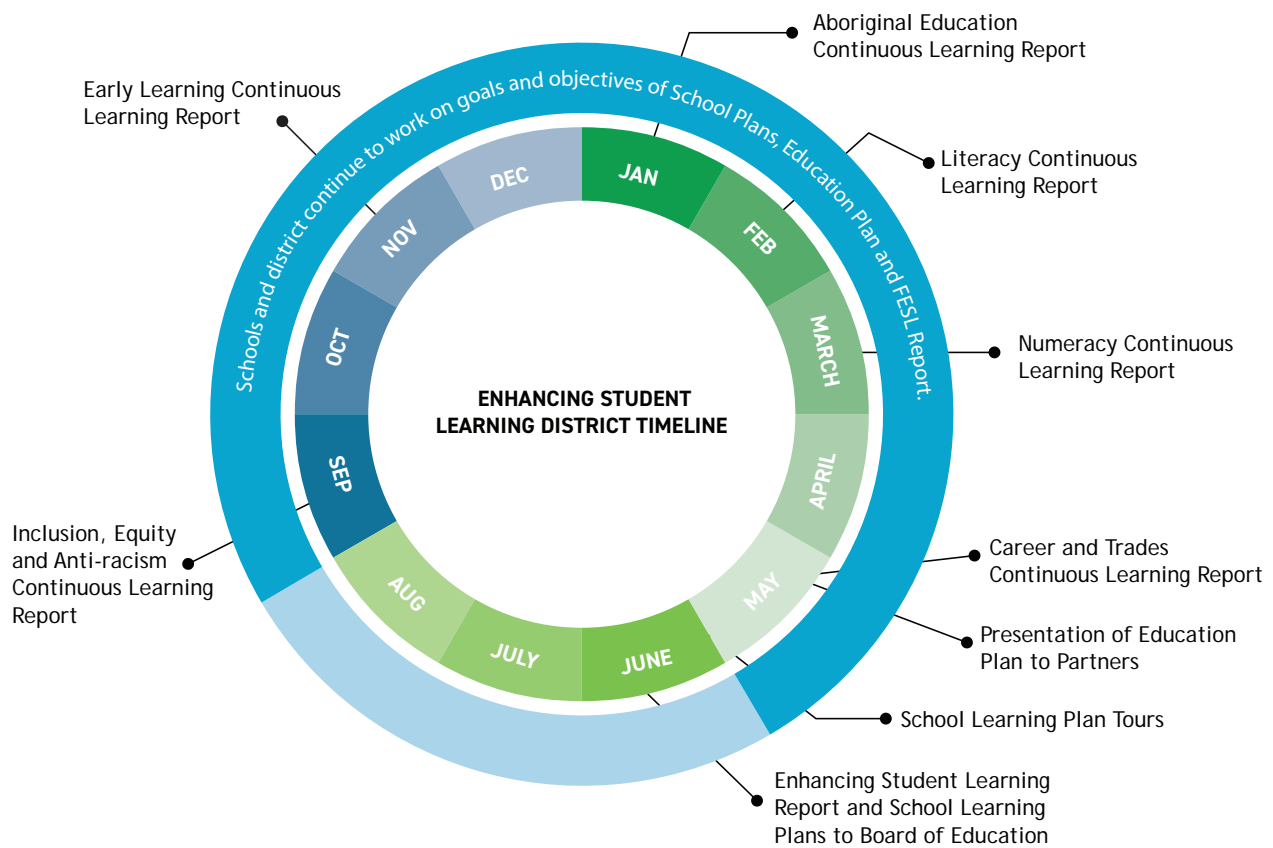 Aboriginal Education
Continuous Learning Report
Early Learning Continuous
Learning Report
Schools and district continue to work on goals and objectives of School Plans, Education Plan and FESL Report.
Literacy Continuous
Learning Report
Numeracy Continuous
Learning Report
JAN
FEB
MARCH
APRIL
MAY
JUNE
JULY
AUG
SEP
OCT
NOV
DEC
ENHANCING STUDENT
LEARNING DISTRICT TIMELINE
Inclusion, Equity
and Anti-racism
Continuous Learning
Report
Career and Trades
Continuous Learning Report
Presentation of Education
Plan to Partners
School Learning Plan Tours
Enhancing Student Learning
Report and School Learning
Plans to Board of Education